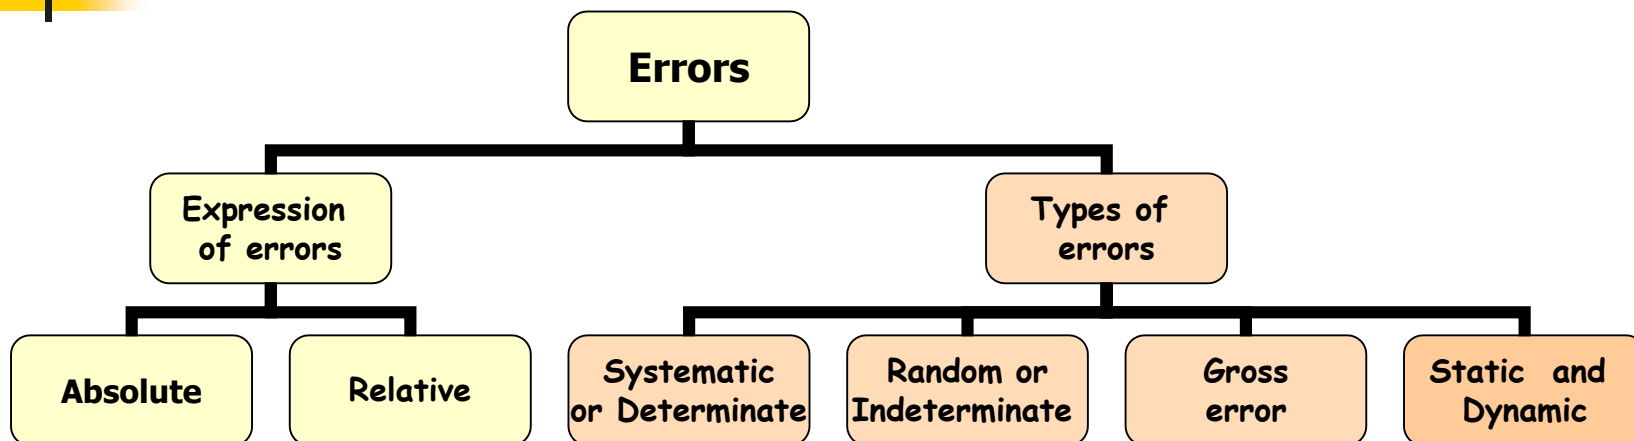 Errors
Expression
of errors
Types of
errors
Absolute
Relative
Systematic
or Determinate
Random or
Indeterminate
Gross
error
Static and
Dynamic